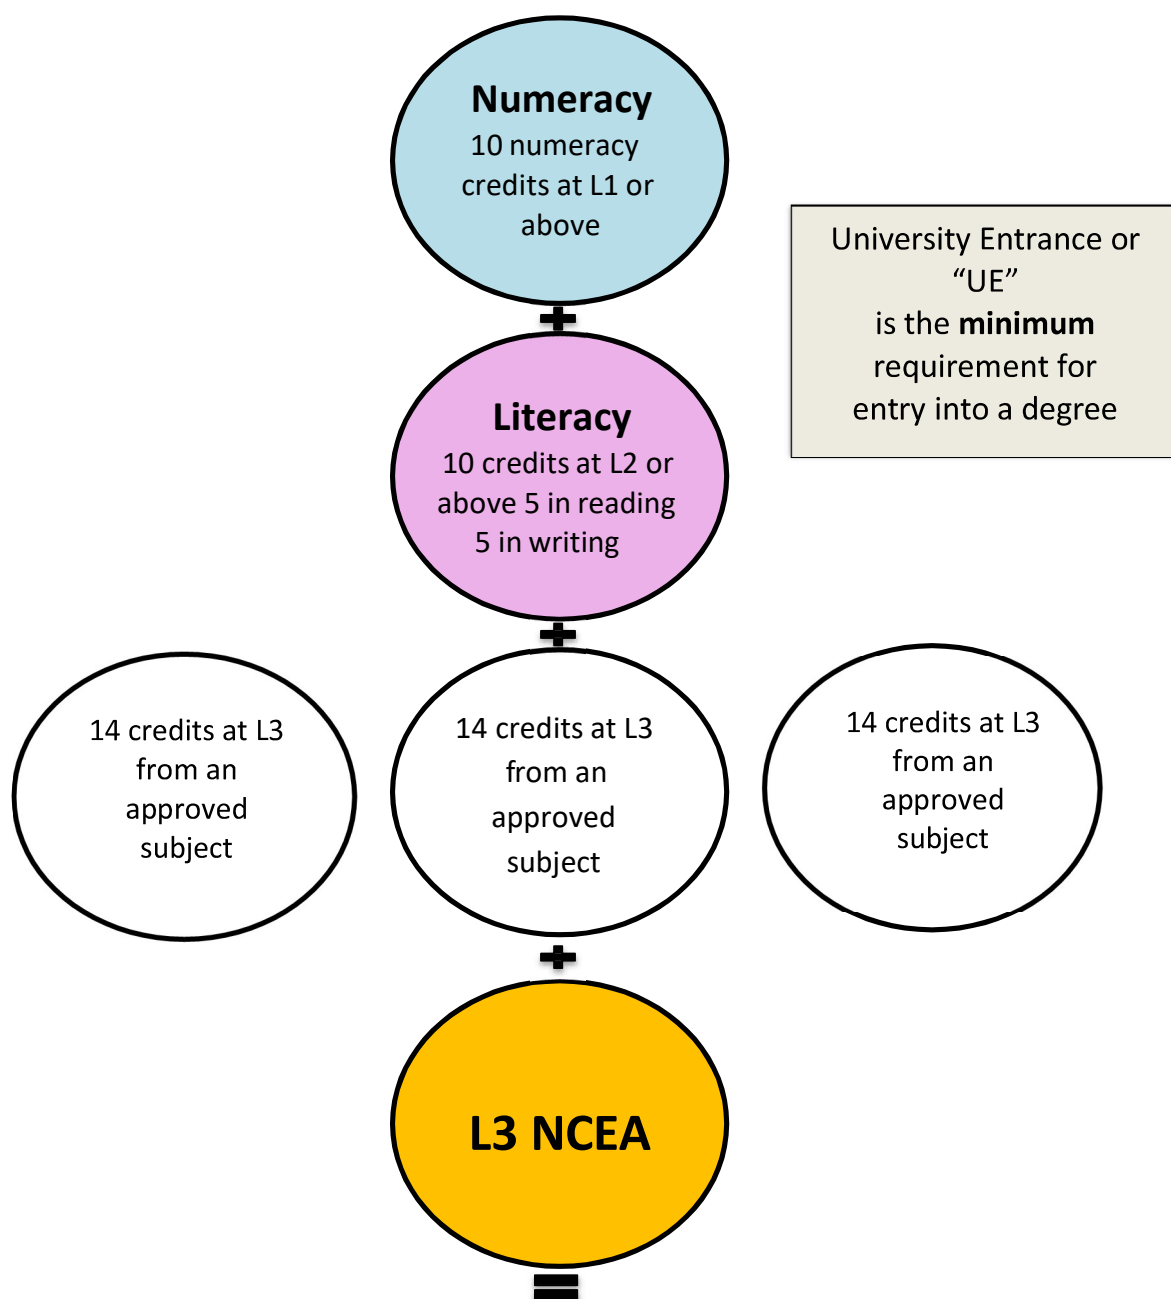 Numeracy
10 numeracy
credits at L1 or
above
University Entrance or
“UE”
is the minimum
requirement for
entry into a degree
Literacy
10 credits at L2 or
above 5 in reading
5 in writing
14 credits at L3
from an
approved
subject
14 credits at L3
from an
approved
subject
14 credits at L3
from an
approved
subject
L3 NCEA